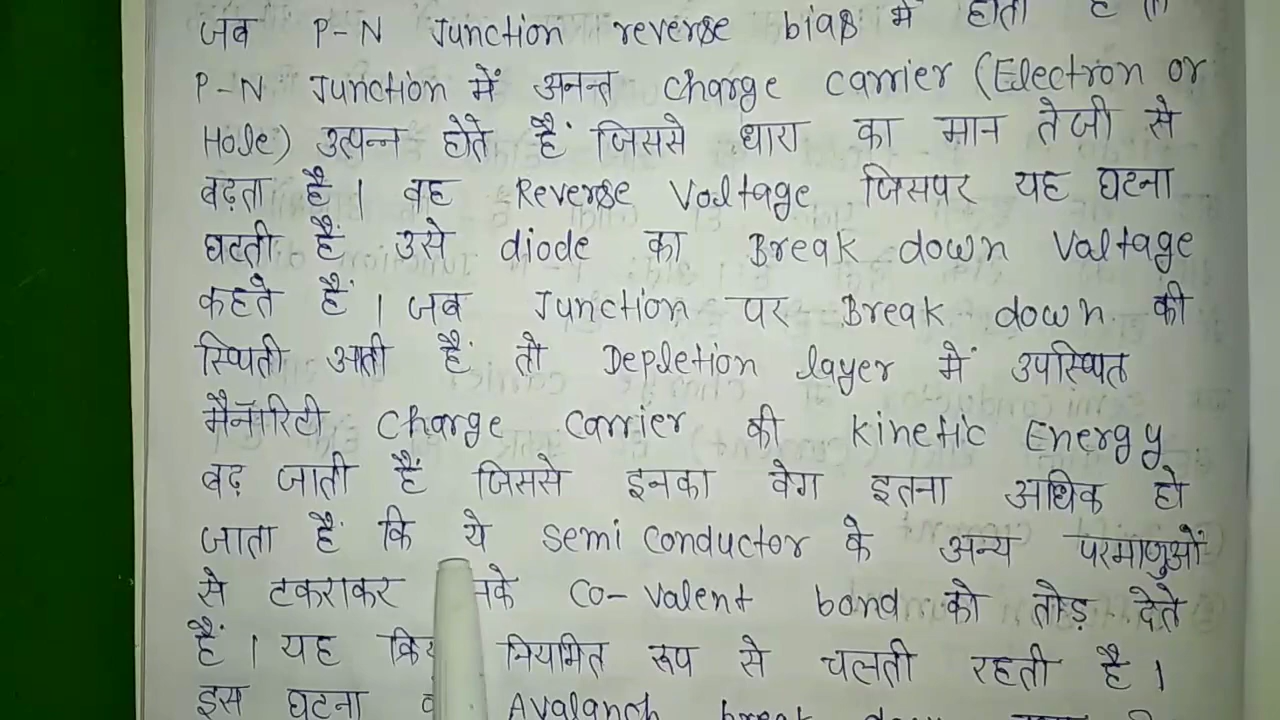 जब P-N Junction reverse bias में होता है तो
P-N Junction में अनन्त charge carrier (Electron or
Hole) उत्पन्न होते हैं जिससे धारा का मान तेजी से
बढ़ता है। वह Reverse Voltage जिसपर यह घटना
घटती हैं उसे diode का Break down Valtage
कहते हैं। जब Junction पर Break down की
स्थिती आती हैं तो Depletion layer में उपस्थित
मैनॉरिटी charge carrier की kinetic Energy
बढ़ जाती हैं जिससे इनका वेग इतना अधिक हो
जाता हैं कि ये semi conductor के अन्य परमाणुओं
से टकराकर Co-valent bond को तोड़ देते
हैं। यह नियमित रूप से चलती रहती है।
इस घटना Avalanch break down